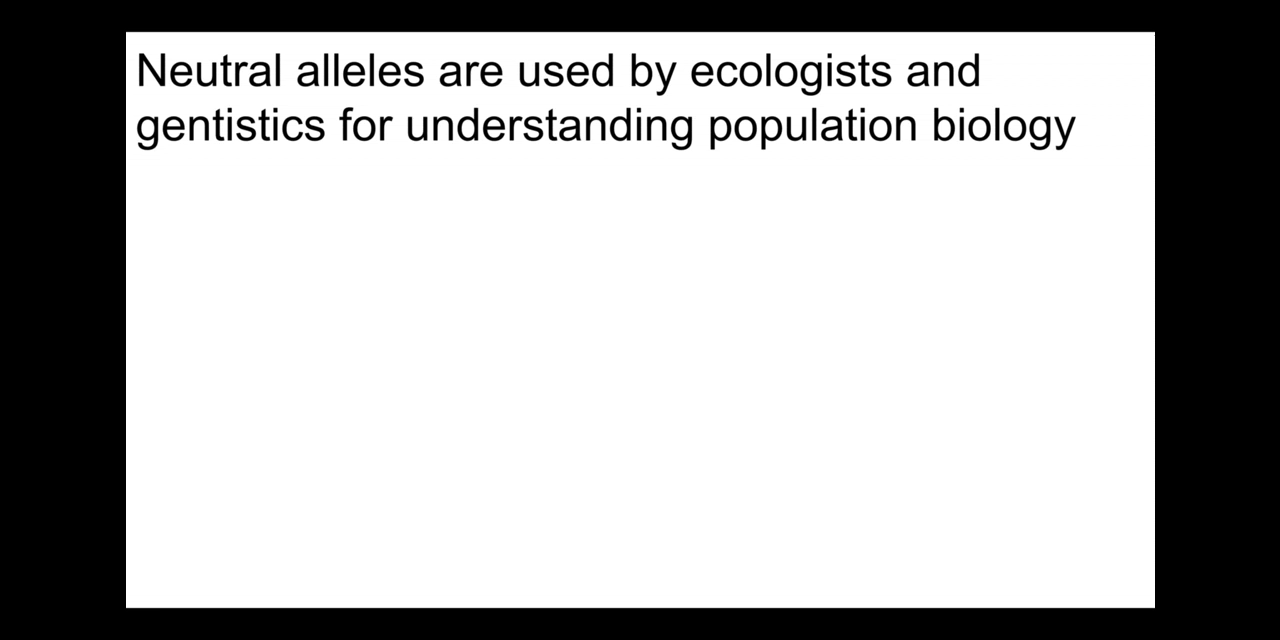 Neutral alleles are used by ecologists and
gentistics for understanding population biology